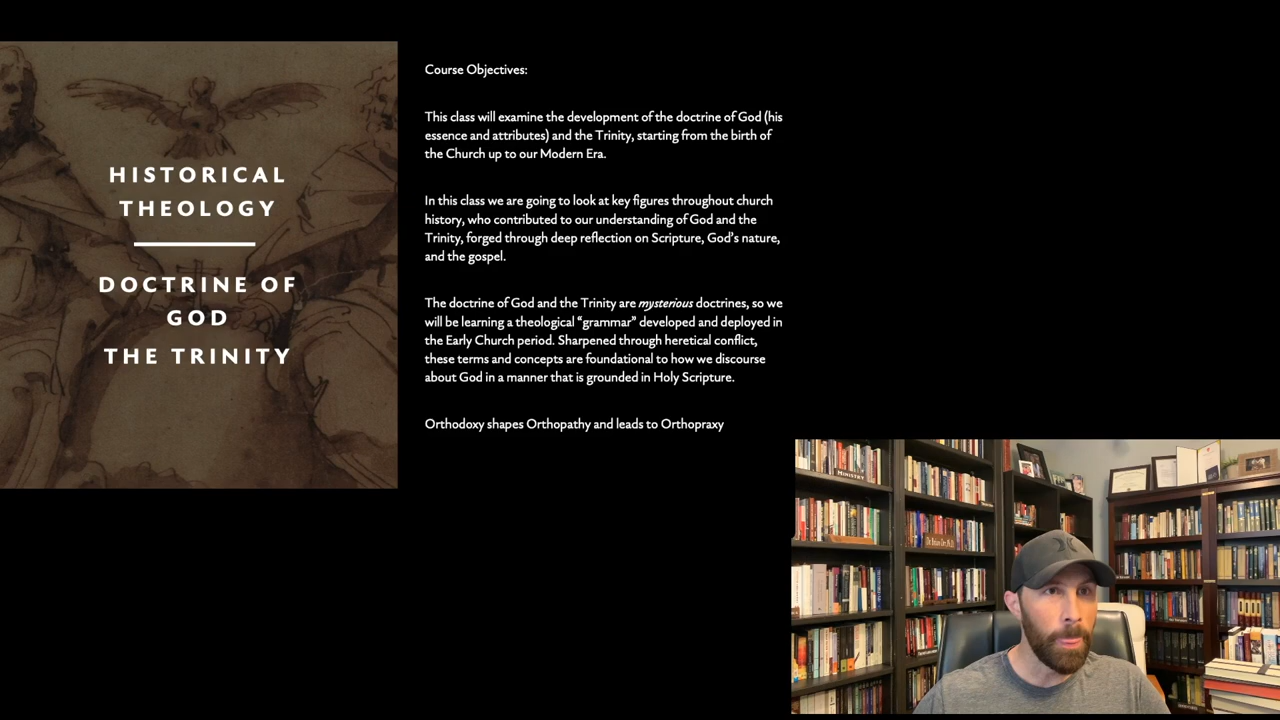 HISTORICAL
THEOLOGY
DOCTRINE OF
GOD
THE TRINITY
Course Objectives:
This class will examine the development of the doctrine of God (his
essence and attributes) and the Trinity, starting from the birth of
the Church up to our Modern Era.
In this class we are going to look at key figures throughout church
history, who contributed to our understanding of God and the
Trinity, forged through deep reflection on Scripture, God’s nature,
and the gospel.
The doctrine of God and the Trinity are mysterious doctrines, so we
will be learning a theological “grammar” developed and deployed in
the Early Church period. Sharpened through heretical conflict,
these terms and concepts are foundational to how we discourse
about God in a manner that is grounded in Holy Scripture.
Orthodoxy shapes Orthopathy and leads to Orthopraxy
MINISTRY